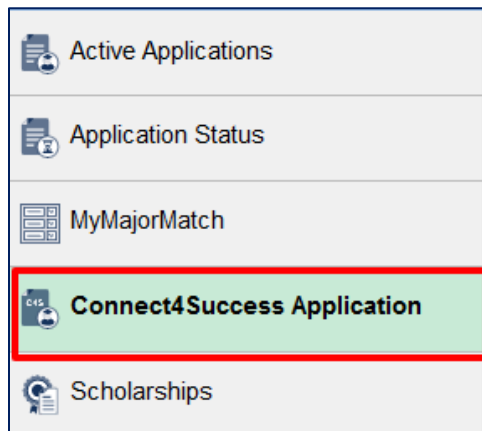 Active Applications
Application Status
MyMajorMatch
C4S
Connect4Success Application
Scholarships